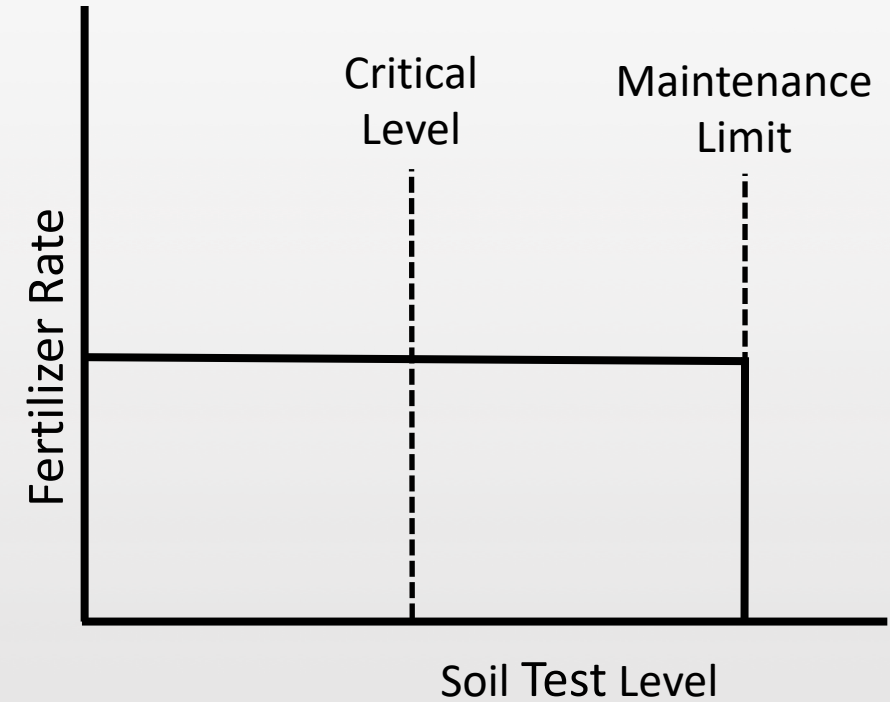 Critical
Level
Maintenance
Limit
Fertilizer Rate
Soil Test Level